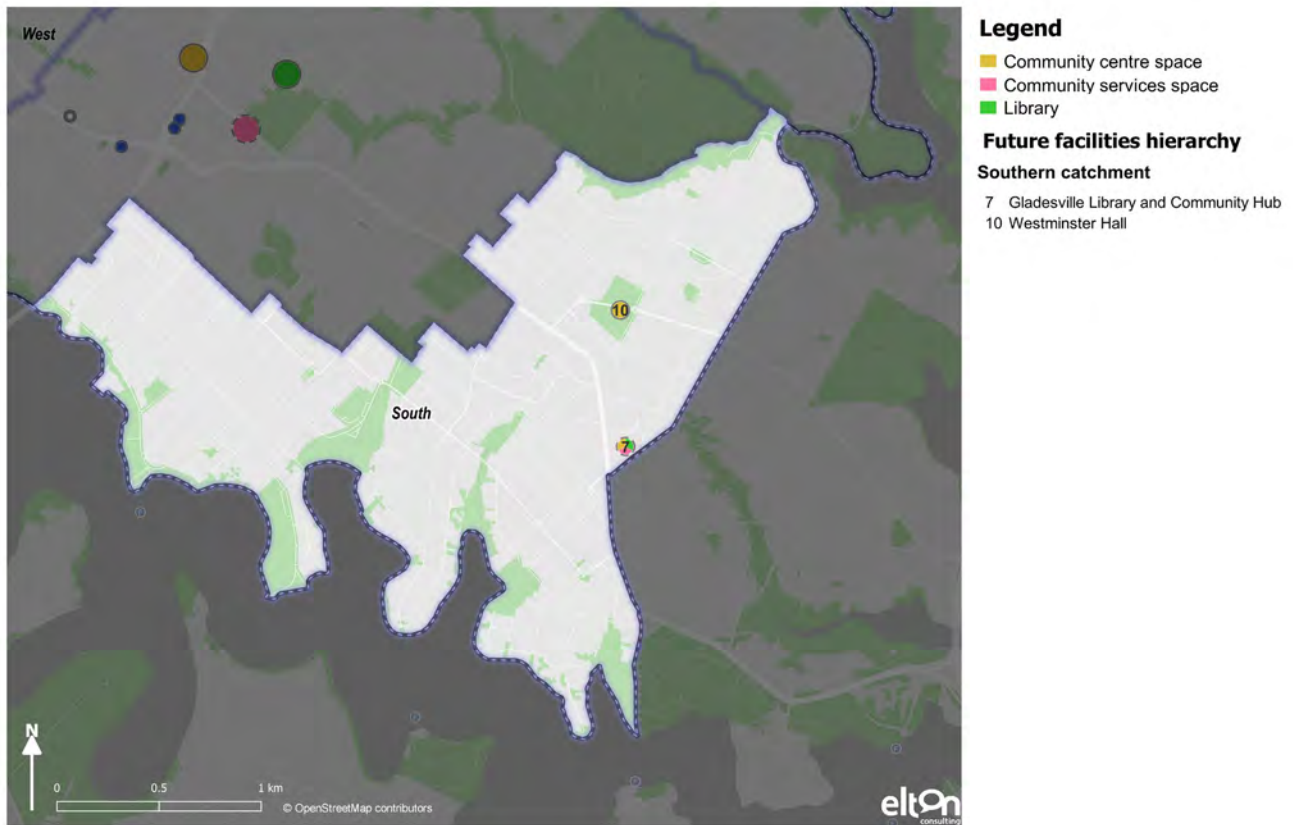 West
South
10
7
N
0 0.5 1 km
© OpenStreetMap contributors
elton
consulting
Legend
Community centre space
Community services space
Library
Future facilities hierarchy
Southern catchment
7 Gladesville Library and Community Hub
10 Westminster Hall